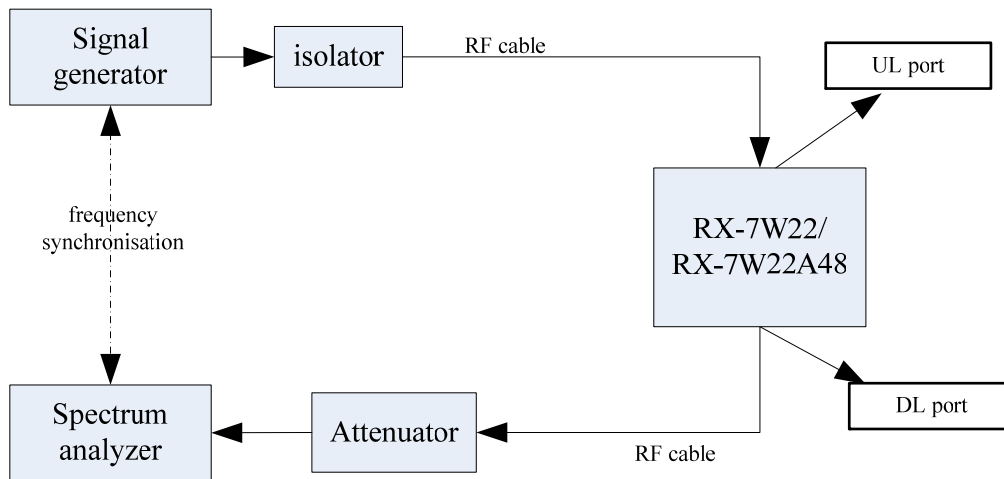 Signal
generator
isolator
RF cable
UL port
RX-7W22/
RX-7W22A48
frequency
synchronisation
Spectrum
analyzer
Attenuator
RF cable
DL port